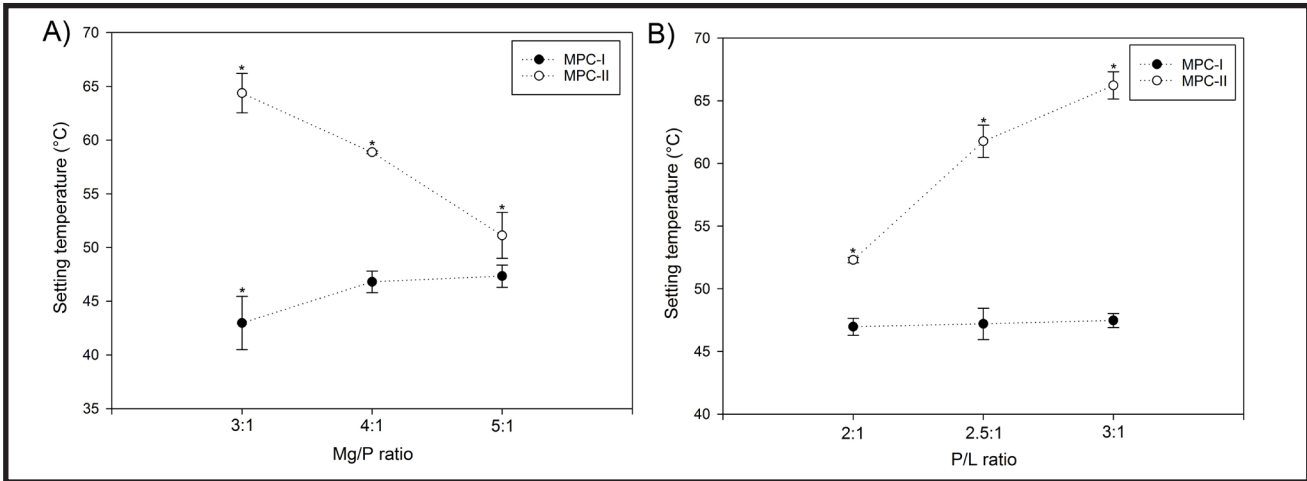 A)
70
65
60
55
50
45
40
35
Setting temperature (°C)
MPC-I
MPC-II
*
*
*
*
3:1
4:1
5:1
Mg/P ratio
B)
70
65
60
55
50
45
40
Setting temperature (°C)
MPC-I
MPC-II
*
*
*
2:1
2.5:1
3:1
P/L ratio